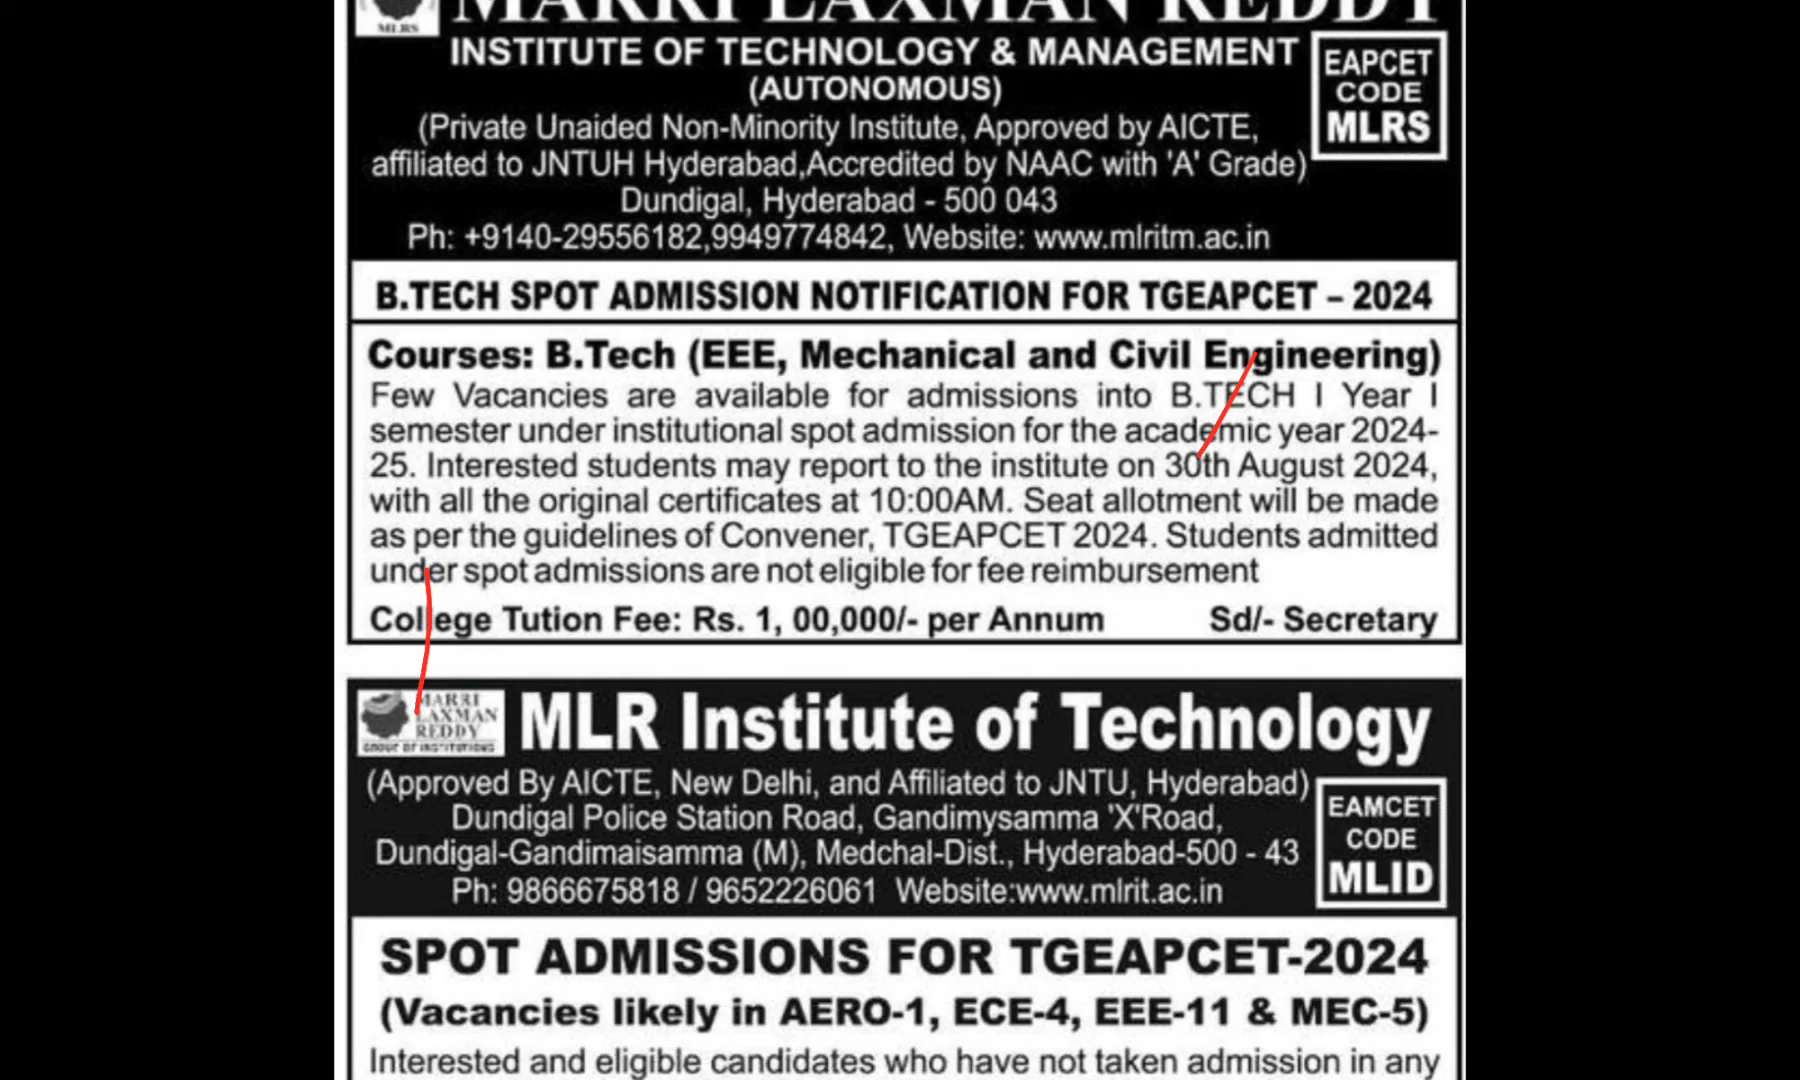 MLRS
MARRI LAXMAN REDDY
INSTITUTE OF TECHNOLOGY & MANAGEMENT
(AUTONOMOUS)
(Private Unaided Non-Minority Institute, Approved by AICTE,
affiliated to JNTUH Hyderabad,Accredited by NAAC with 'A' Grade)
Dundigal, Hyderabad - 500 043
Ph: +9140-29556182,9949774842, Website: www.mlritm.ac.in
EAPCET
CODE
MLRS
B.TECH SPOT ADMISSION NOTIFICATION FOR TGEAPCET – 2024
Courses: B.Tech (EEE, Mechanical and Civil Engineering)
Few Vacancies are available for admissions into B.TECH I Year I
semester under institutional spot admission for the academic year 2024-
25. Interested students may report to the institute on 30th August 2024,
with all the original certificates at 10:00AM. Seat allotment will be made
as per the guidelines of Convener, TGEAPCET 2024. Students admitted
under spot admissions are not eligible for fee reimbursement
College Tution Fee: Rs. 1, 00,000/- per Annum Sd/- Secretary
MARRI
LAXMAN
REDDY
GROUP OF INSTITUTIONS
MLR Institute of Technology
(Approved By AICTE, New Delhi, and Affiliated to JNTU, Hyderabad)
Dundigal Police Station Road, Gandimysamma 'X'Road,
Dundigal-Gandimaisamma (M), Medchal-Dist., Hyderabad-500 - 43
Ph: 9866675818 / 9652226061 Website:www.mlrit.ac.in
EAMCET
CODE
MLID
SPOT ADMISSIONS FOR TGEAPCET-2024
(Vacancies likely in AERO-1, ECE-4, EEE-11 & MEC-5)
Interested and eligible candidates who have not taken admission in any